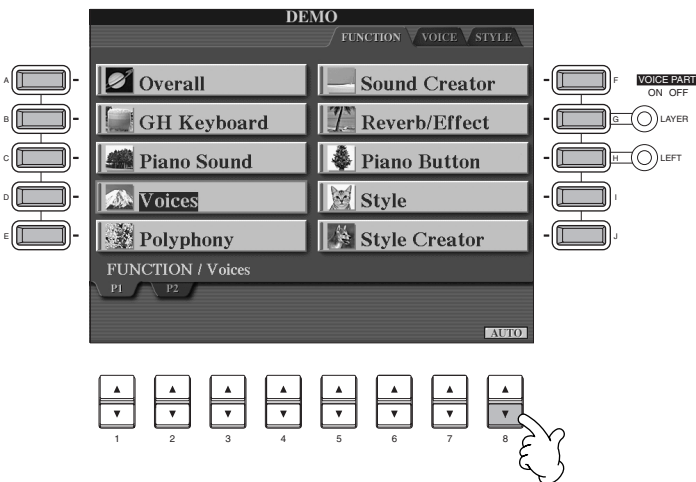 DEMO
FUNCTION VOICE STYLE
A Overall Sound Creator F VOICE PART
ON OFF
B GH Keyboard Reverb/Effect G LAYER
C Piano Sound Piano Button H LEFT
D Voices Style I
E Polyphony Style Creator J
FUNCTION / Voices
P1 P2
AUTO
1 2 3 4 5 6 7 8